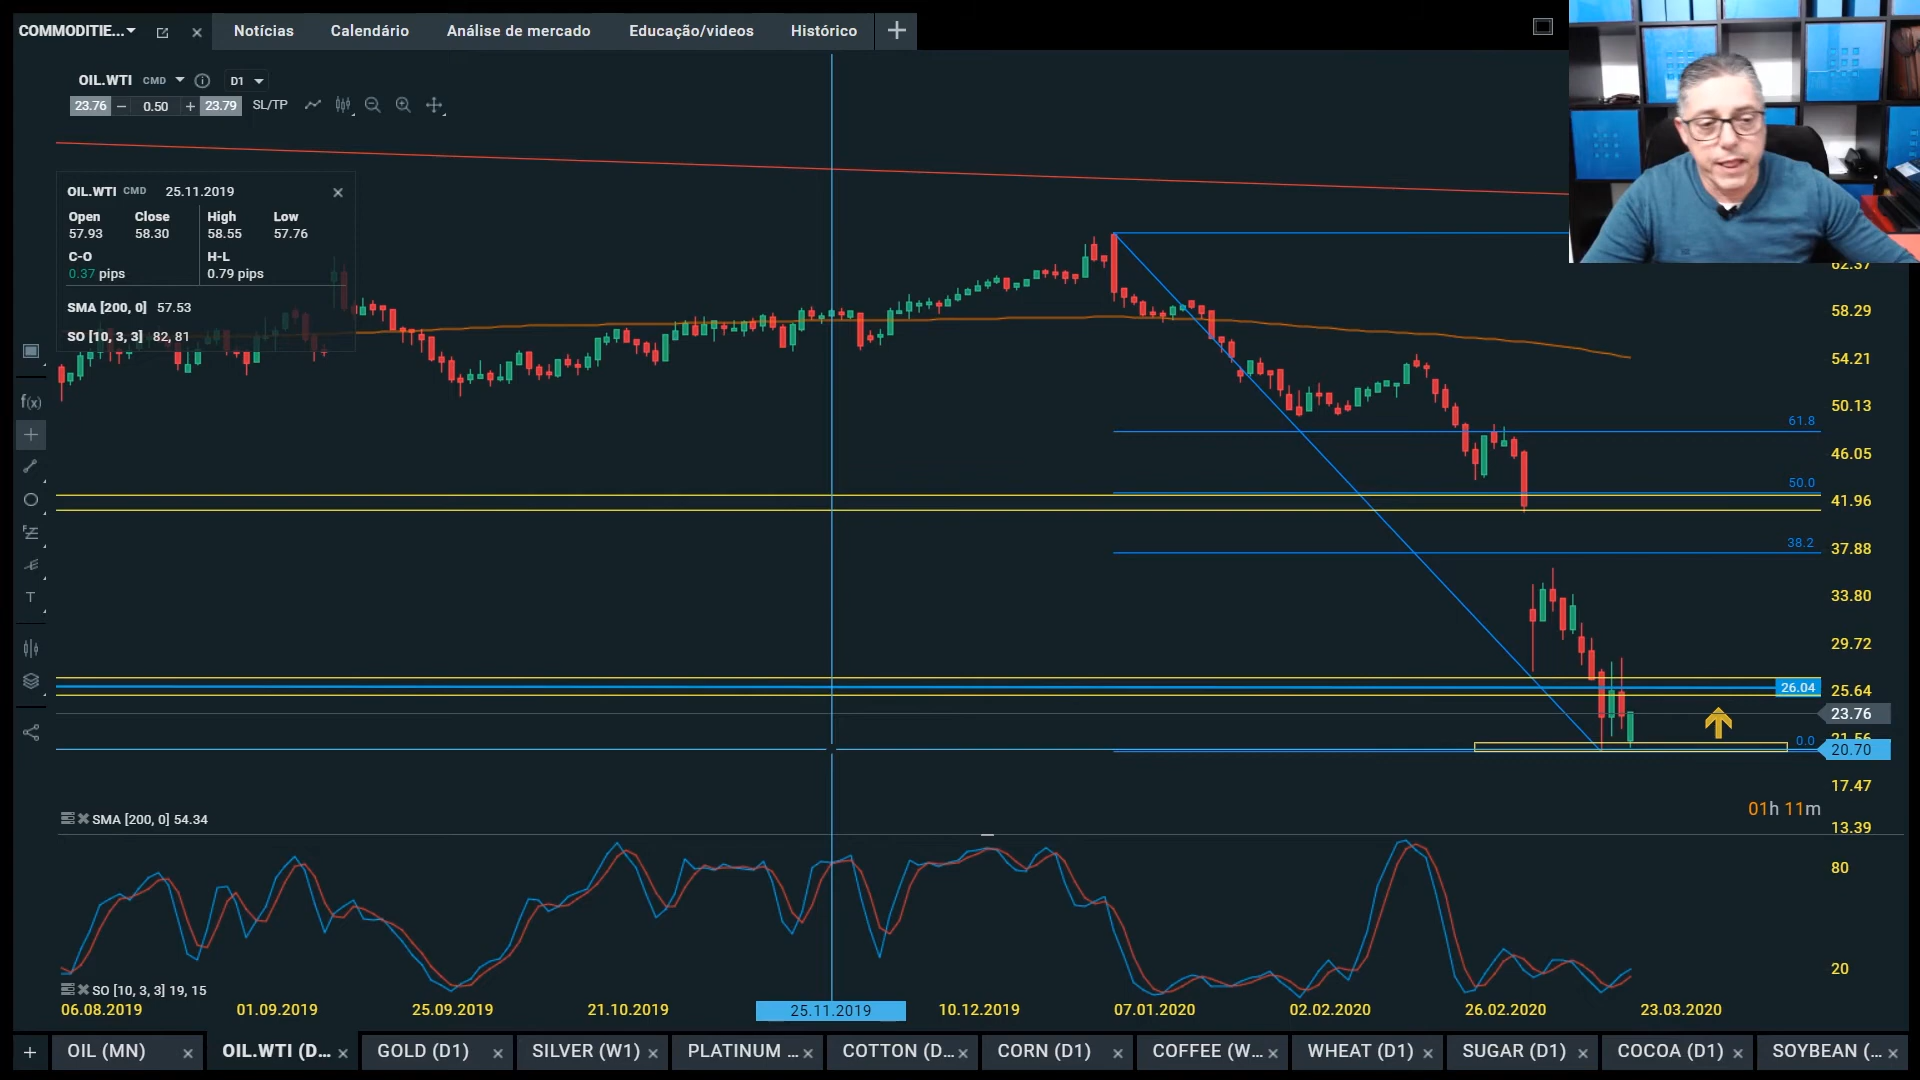 COMMODITIE...
Notícias
Calendário
Análise de mercado
Educação/videos
Histórico
OIL.WTI CMD D1
23.76 − 0.50 + 23.79 SL/TP
OIL.WTI CMD 25.11.2019
Open Close High Low
57.93 58.30 58.55 57.76
C-O H-L
0.37 pips 0.79 pips
SMA [200, 0] 57.53
SO [10, 3, 3] 82, 81
f(x)
T
62.37
58.29
54.21
50.13
61.8
46.05
50.0
41.96
38.2
37.88
33.80
29.72
26.04
25.64
23.76
21.56
0.0
20.70
17.47
01h 11m
13.39
SMA [200, 0] 54.34
80
20
SO [10, 3, 3] 19, 15
06.08.2019 01.09.2019 25.09.2019 21.10.2019 25.11.2019 10.12.2019 07.01.2020 02.02.2020 26.02.2020 23.03.2020
+ OIL (MN) OIL.WTI (D... GOLD (D1) SILVER (W1) PLATINUM ... COTTON (D... CORN (D1) COFFEE (W... WHEAT (D1) SUGAR (D1) COCOA (D1) SOYBEAN (...